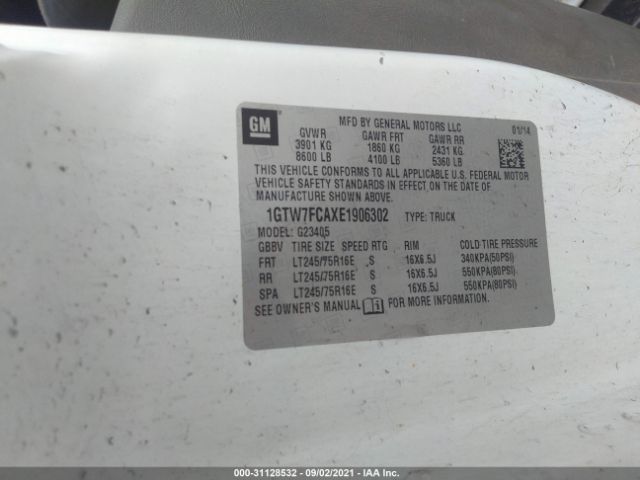 GM
MFD BY GENERAL MOTORS LLC 01/14
GVWR GAWR FRT GAWR RR
3901 KG 1860 KG 2431 KG
8600 LB 4100 LB 5360 LB
THIS VEHICLE CONFORMS TO ALL APPLICABLE U.S. FEDERAL MOTOR
VEHICLE SAFETY STANDARDS IN EFFECT ON THE DATE OF
MANUFACTURE SHOWN ABOVE.
1GTW7FCAXE1906302 TYPE: TRUCK
MODEL: G23405
GBBV TIRE SIZE SPEED RTG RIM COLD TIRE PRESSURE
FRT LT245/75R16E S 16X6.5J 340KPA(50PSI)
RR LT245/75R16E S 16X6.5J 550KPA(80PSI)
SPA LT245/75R16E S 16X6.5J 550KPA(80PSI)
SEE OWNER'S MANUAL FOR MORE INFORMATION.
000-31128532 - 09/02/2021 - IAA Inc.